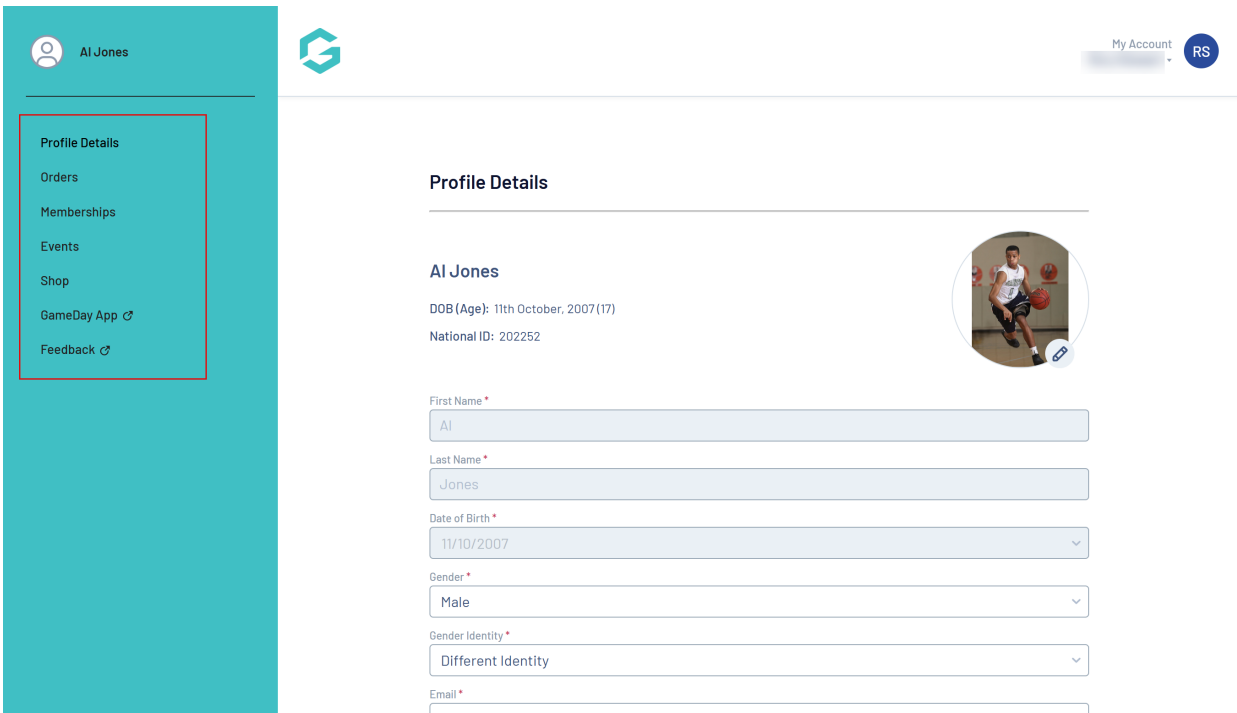 Al Jones
My Account
RS
Profile Details
Orders
Memberships
Events
Shop
GameDay App
Feedback
Profile Details
Al Jones
DOB (Age): 11th October, 2007 (17)
National ID: 202252
First Name *
Al
Last Name *
Jones
Date of Birth *
11/10/2007
Gender *
Male
Gender Identity *
Different Identity
Email *